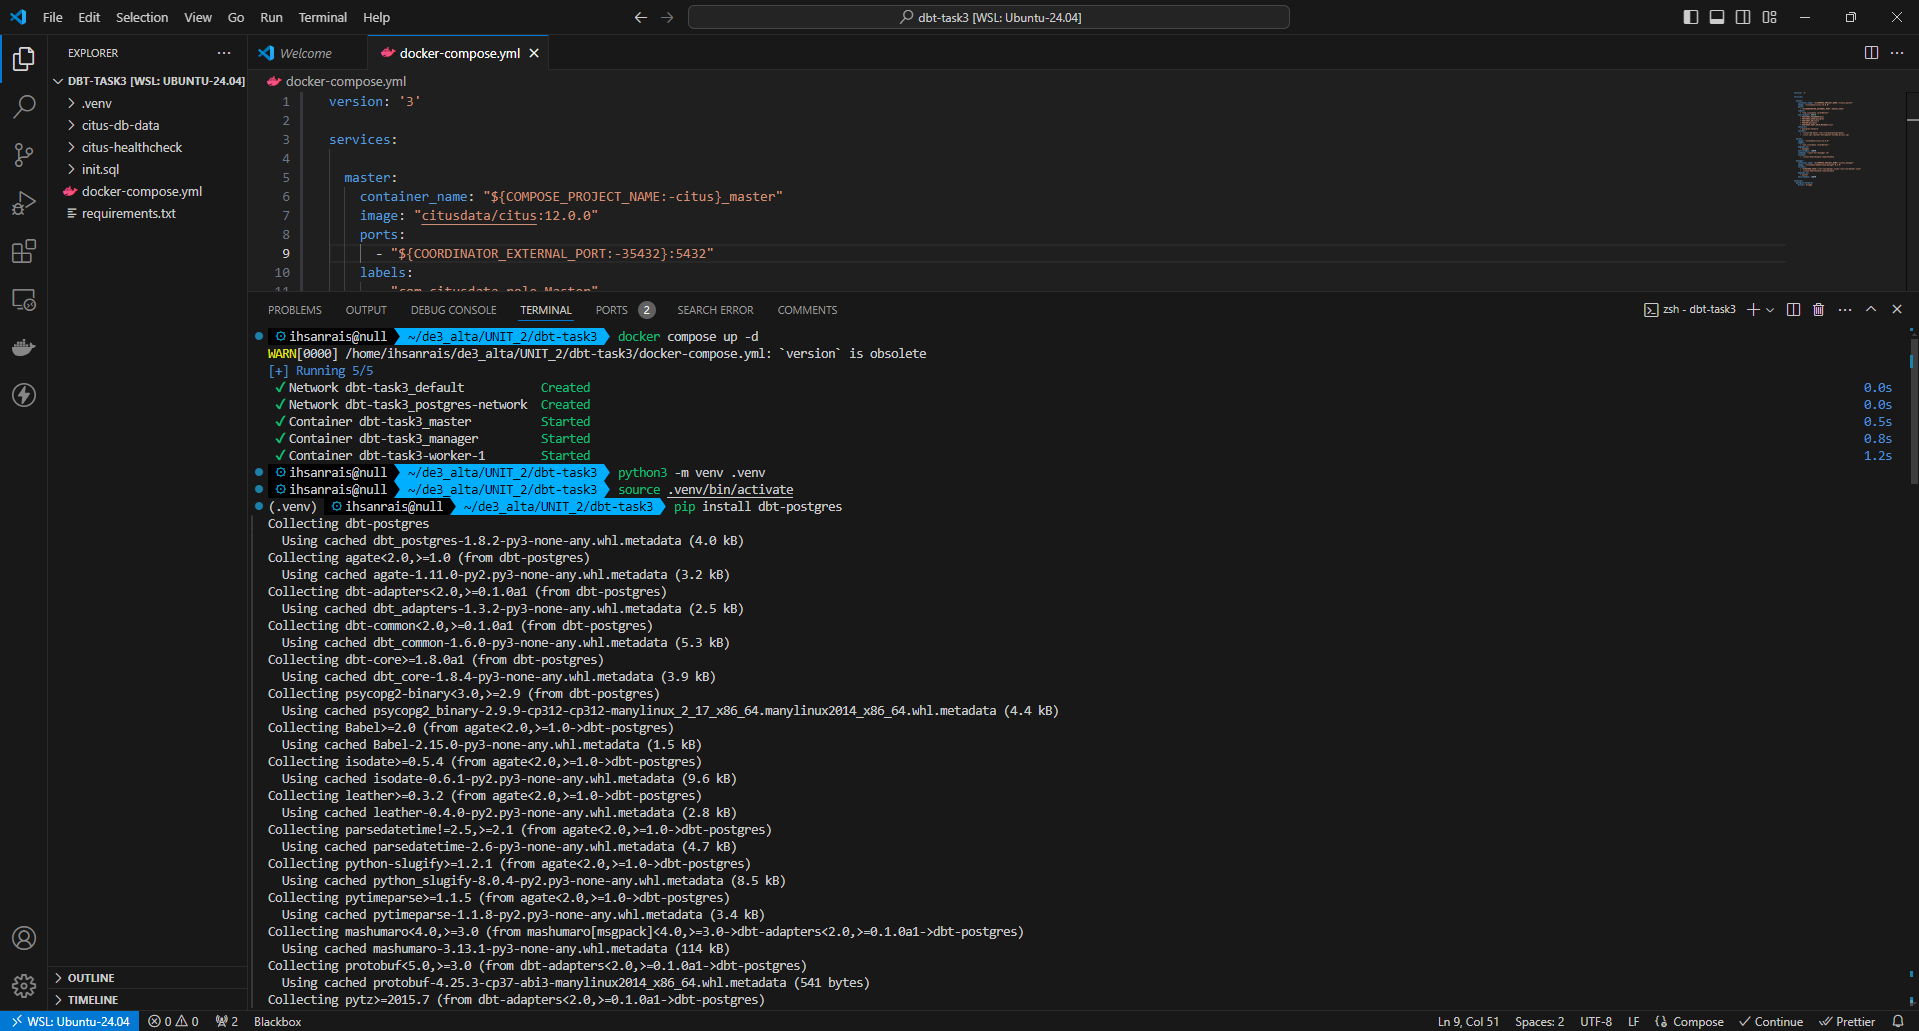 File Edit Selection View Go Run Terminal Help
dbt-task3 [WSL: Ubuntu-24.04]
EXPLORER
DBT-TASK3 [WSL: UBUNTU-24.04]
.venv
citus-db-data
citus-healthcheck
init.sql
docker-compose.yml
requirements.txt
OUTLINE
TIMELINE
Welcome
docker-compose.yml
docker-compose.yml
1 version: '3'
2
3 services:
4
5 master:
6 container_name: "${COMPOSE_PROJECT_NAME:-citus}_master"
7 image: "citusdata/citus:12.0.0"
8 ports:
9 - "${COORDINATOR_EXTERNAL_PORT:-35432}:5432"
10 labels:
PROBLEMS OUTPUT DEBUG CONSOLE TERMINAL PORTS 2 SEARCH ERROR COMMENTS
zsh - dbt-task3
ihsanrais@null ~/de3_alta/UNIT_2/dbt-task3 docker compose up -d
WARN[0000] /home/ihsanrais/de3_alta/UNIT_2/dbt-task3/docker-compose.yml: `version` is obsolete
[+] Running 5/5
✓ Network dbt-task3_default Created 0.0s
✓ Network dbt-task3_postgres-network Created 0.0s
✓ Container dbt-task3_master Started 0.5s
✓ Container dbt-task3_manager Started 0.8s
✓ Container dbt-task3-worker-1 Started 1.2s
ihsanrais@null ~/de3_alta/UNIT_2/dbt-task3 python3 -m venv .venv
ihsanrais@null ~/de3_alta/UNIT_2/dbt-task3 source .venv/bin/activate
(.venv) ihsanrais@null ~/de3_alta/UNIT_2/dbt-task3 pip install dbt-postgres
Collecting dbt-postgres
Using cached dbt_postgres-1.8.2-py3-none-any.whl.metadata (4.0 kB)
Collecting agate<2.0,>=1.0 (from dbt-postgres)
Using cached agate-1.11.0-py2.py3-none-any.whl.metadata (3.2 kB)
Collecting dbt-adapters<2.0,>=0.1.0a1 (from dbt-postgres)
Using cached dbt_adapters-1.3.2-py3-none-any.whl.metadata (2.5 kB)
Collecting dbt-common<2.0,>=0.1.0a1 (from dbt-postgres)
Using cached dbt_common-1.6.0-py3-none-any.whl.metadata (5.3 kB)
Collecting dbt-core>=1.8.0a1 (from dbt-postgres)
Using cached dbt_core-1.8.4-py3-none-any.whl.metadata (3.9 kB)
Collecting psycopg2-binary<3.0,>=2.9 (from dbt-postgres)
Using cached psycopg2_binary-2.9.9-cp312-cp312-manylinux_2_17_x86_64.manylinux2014_x86_64.whl.metadata (4.4 kB)
Collecting Babel>=2.0 (from agate<2.0,>=1.0->dbt-postgres)
Using cached Babel-2.15.0-py3-none-any.whl.metadata (1.5 kB)
Collecting isodate>=0.5.4 (from agate<2.0,>=1.0->dbt-postgres)
Using cached isodate-0.6.1-py2.py3-none-any.whl.metadata (9.6 kB)
Collecting leather>=0.3.2 (from agate<2.0,>=1.0->dbt-postgres)
Using cached leather-0.4.0-py2.py3-none-any.whl.metadata (2.8 kB)
Collecting parsedatetime!=2.5,>=2.1 (from agate<2.0,>=1.0->dbt-postgres)
Using cached parsedatetime-2.6-py3-none-any.whl.metadata (4.7 kB)
Collecting python-slugify>=1.2.1 (from agate<2.0,>=1.0->dbt-postgres)
Using cached python_slugify-8.0.4-py2.py3-none-any.whl.metadata (8.5 kB)
Collecting pytimeparse>=1.1.5 (from agate<2.0,>=1.0->dbt-postgres)
Using cached pytimeparse-1.1.8-py2.py3-none-any.whl.metadata (3.4 kB)
Collecting mashumaro<4.0,>=3.0 (from mashumaro[msgpack]<4.0,>=3.0->dbt-adapters<2.0,>=0.1.0a1->dbt-postgres)
Using cached mashumaro-3.13.1-py3-none-any.whl.metadata (114 kB)
Collecting protobuf<5.0,>=3.0 (from dbt-adapters<2.0,>=0.1.0a1->dbt-postgres)
Using cached protobuf-4.25.3-cp37-abi3-manylinux2014_x86_64.whl.metadata (541 bytes)
Collecting pytz>=2015.7 (from dbt-adapters<2.0,>=0.1.0a1->dbt-postgres)
WSL: Ubuntu-24.04 0 0 2 Blackbox Ln 9, Col 51 Spaces: 2 UTF-8 LF Compose Continue Prettier